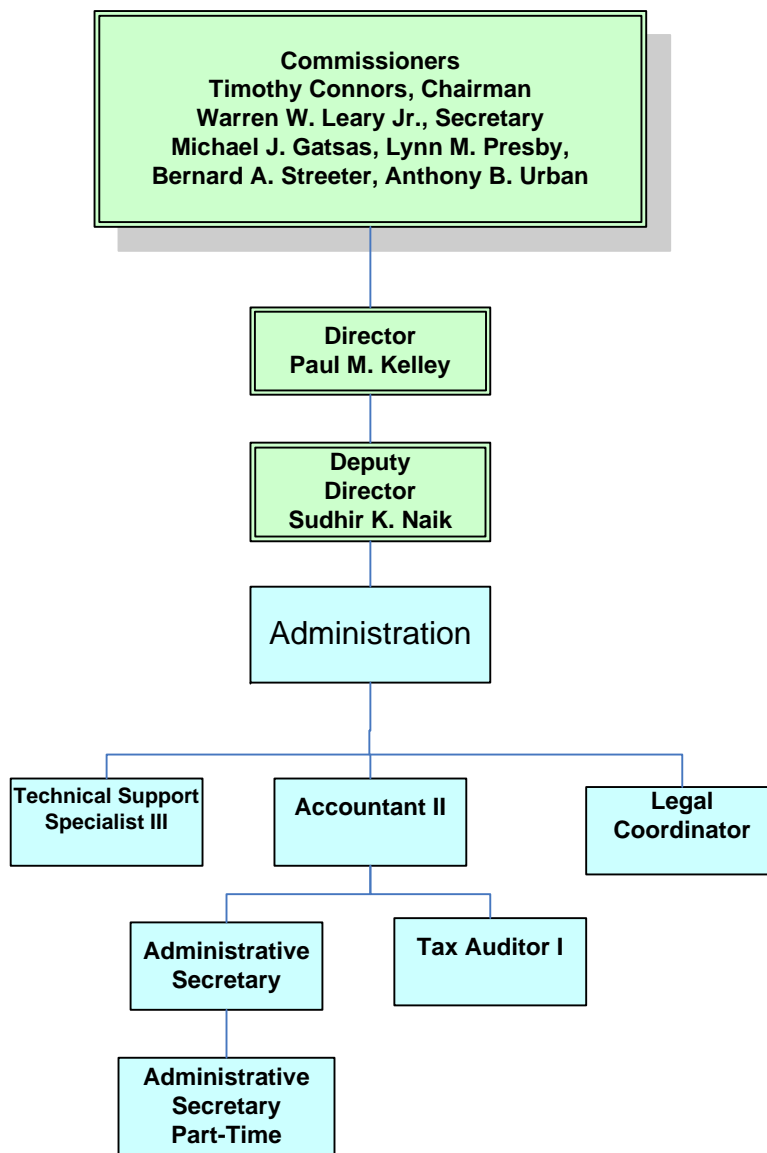 Commissioners
Timothy Connors, Chairman
Warren W. Leary Jr., Secretary
Michael J. Gatsas, Lynn M. Presby,
Bernard A. Streeter, Anthony B. Urban
Director
Paul M. Kelley
Deputy
Director
Sudhir K. Naik
Administration
Technical Support
Specialist III
Accountant II
Legal
Coordinator
Administrative
Secretary
Tax Auditor I
Administrative
Secretary
Part-Time